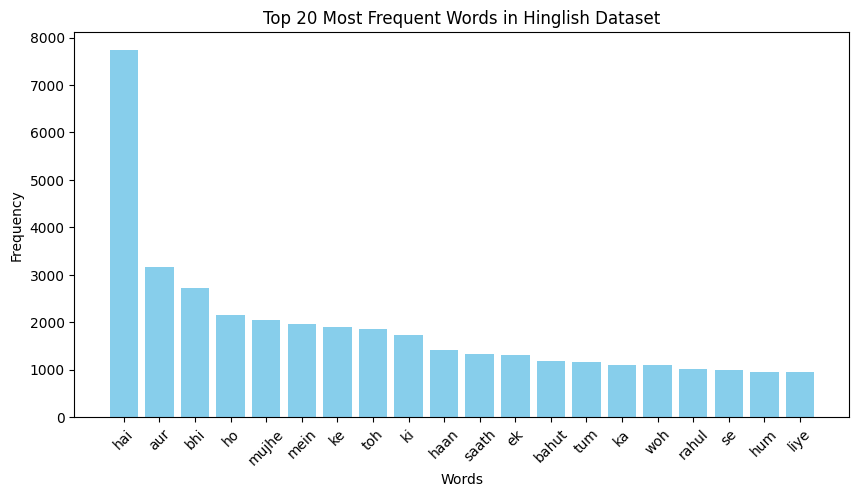 Top 20 Most Frequent Words in Hinglish Dataset
8000
7000
6000
5000
4000
3000
2000
1000
0
Frequency
hai aur bhi ho mujhe mein ke toh ki haan saath ek bahut tum ka woh rahul se hum liye
Words